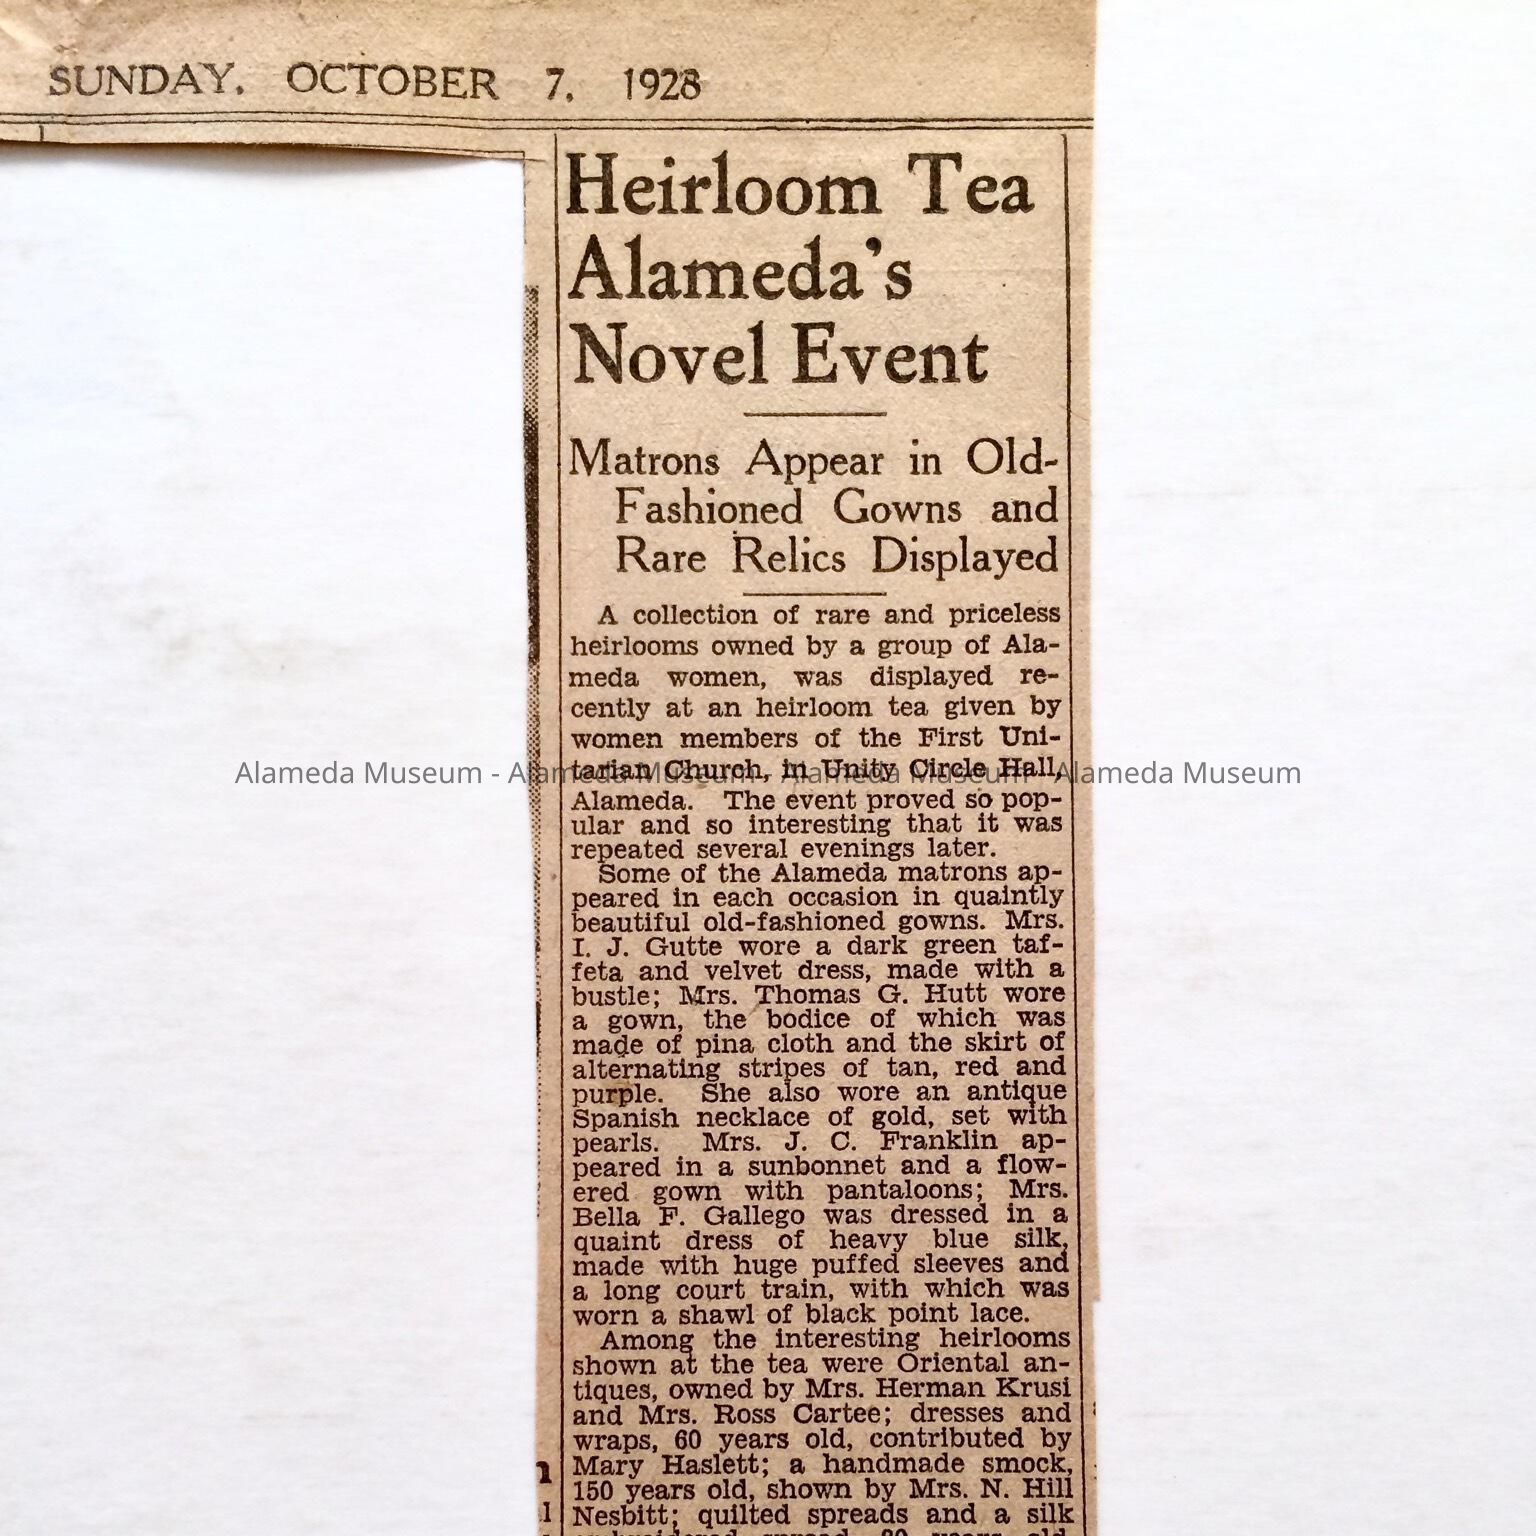 SUNDAY, OCTOBER 7, 1928
Heirloom Tea
Alameda's
Novel Event
Matrons Appear in Old-
Fashioned Gowns and
Rare Relics Displayed
A collection of rare and priceless
heirlooms owned by a group of Ala-
meda women, was displayed re-
cently at an heirloom tea given by
women members of the First Uni-
tarian Church, in Unity Circle Hall,
Alameda Museum - Alameda Museum - Alameda Museum - Alameda Museum
Alameda. The event proved so pop-
ular and so interesting that it was
repeated several evenings later.
Some of the Alameda matrons ap-
peared in each occasion in quaintly
beautiful old-fashioned gowns. Mrs.
I. J. Gutte wore a dark green taf-
feta and velvet dress, made with a
bustle; Mrs. Thomas G. Hutt wore
a gown, the bodice of which was
made of pina cloth and the skirt of
alternating stripes of tan, red and
purple. She also wore an antique
Spanish necklace of gold, set with
pearls. Mrs. J. C. Franklin ap-
peared in a sunbonnet and a flow-
ered gown with pantaloons; Mrs.
Bella F. Gallego was dressed in a
quaint dress of heavy blue silk,
made with huge puffed sleeves and
a long court train, with which was
worn a shawl of black point lace.
Among the interesting heirlooms
shown at the tea were Oriental an-
tiques, owned by Mrs. Herman Krusi
and Mrs. Ross Cartee; dresses and
wraps, 60 years old, contributed by
Mary Haslett; a handmade smock,
150 years old, shown by Mrs. N. Hill
Nesbitt; quilted spreads and a silk